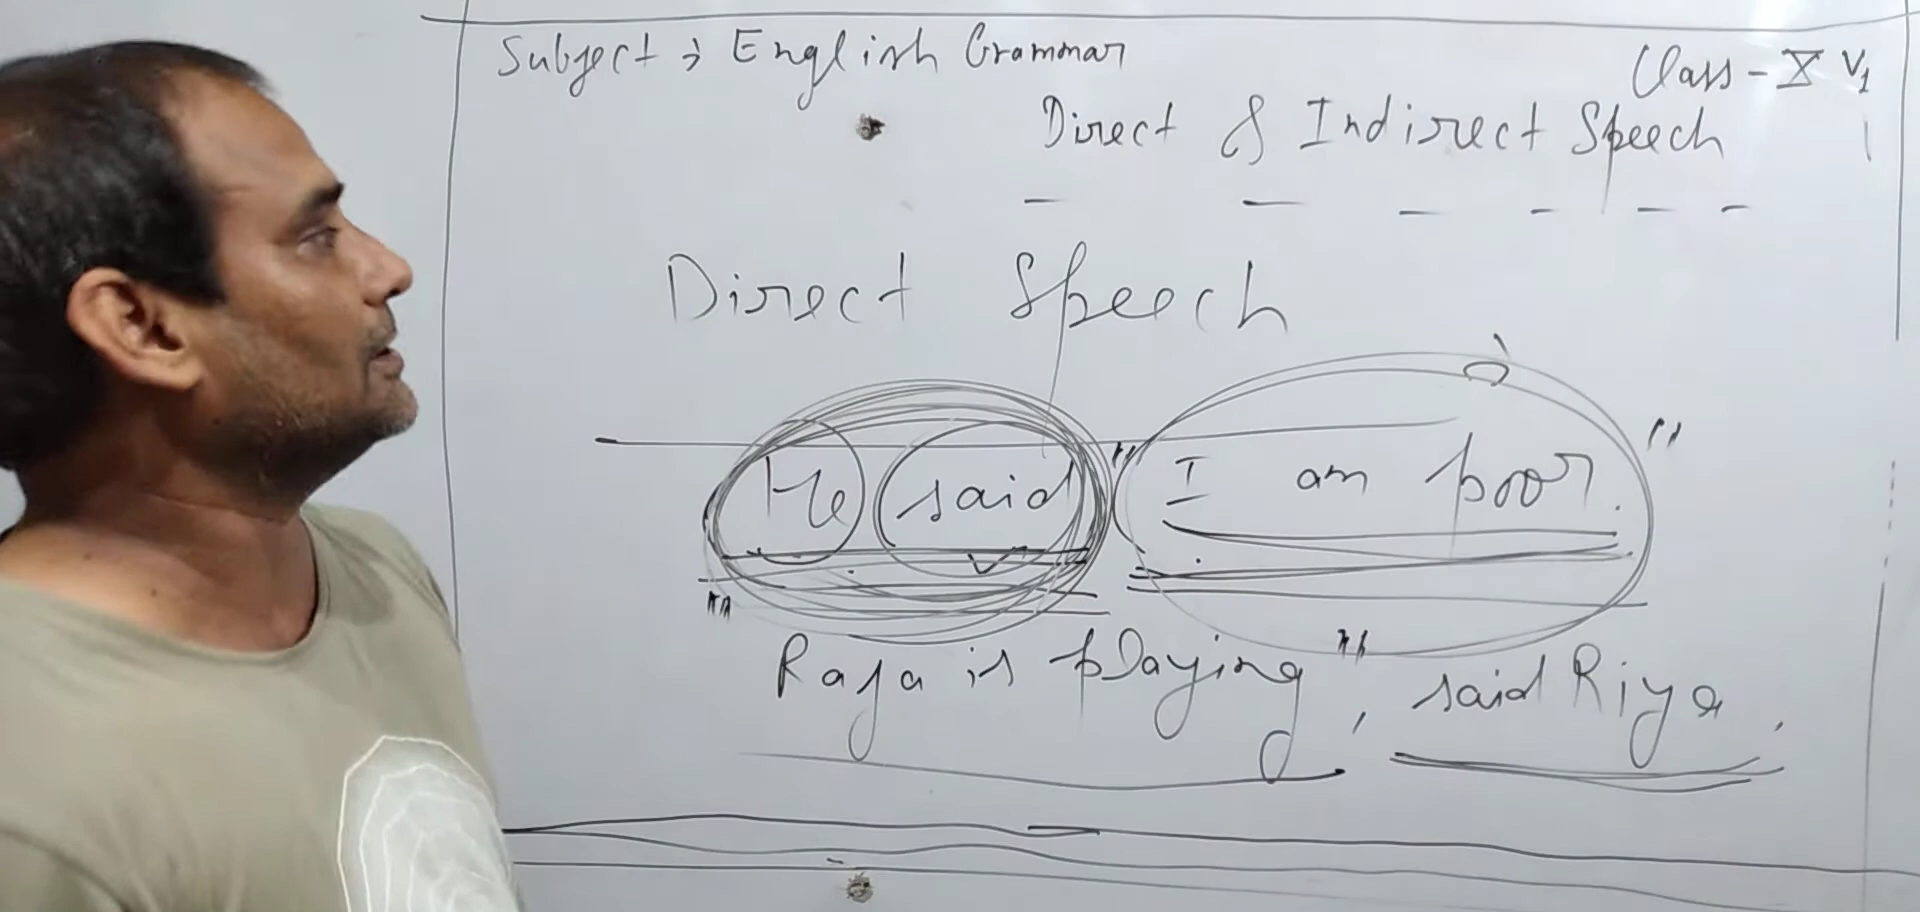 Subject → English Grammar
Class - X V1
Direct & Indirect Speech
Direct Speech
He said "I am poor."
"Raja is playing", said Riya.